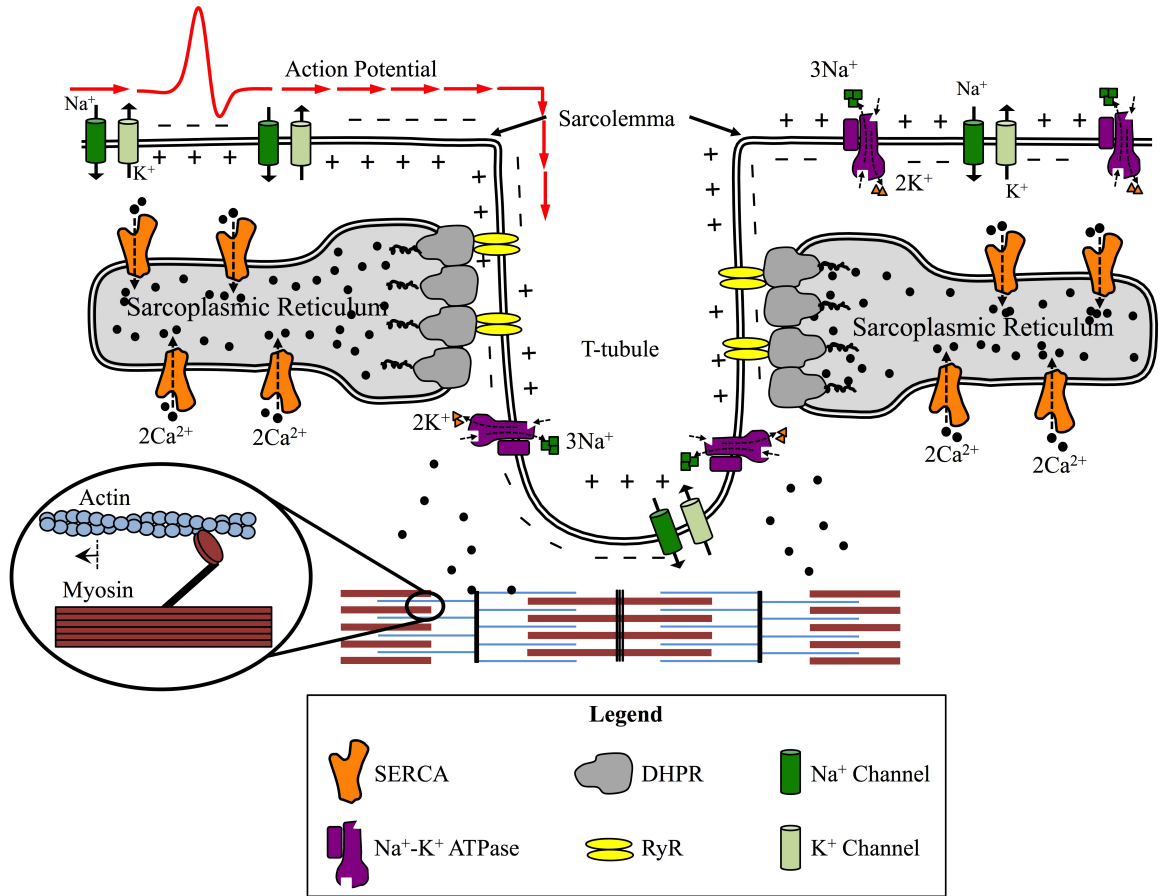 Action Potential
3Na⁺
Na⁺
Na⁺
Sarcolemma
K⁺
2K⁺
K⁺
Sarcoplasmic Reticulum
Sarcoplasmic Reticulum
T-tubule
2K⁺
3Na⁺
2Ca²⁺
2Ca²⁺
2Ca²⁺
2Ca²⁺
Actin
Myosin
Legend
SERCA
DHPR
Na⁺ Channel
Na⁺-K⁺ ATPase
RyR
K⁺ Channel